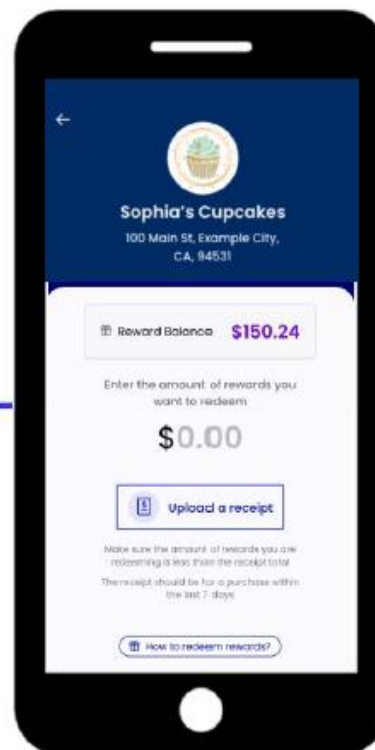 Sophia's Cupcakes
100 Main St, Example City,
CA, 94531
Reward Balance $150.24
Enter the amount of rewards you
want to redeem
$0.00
Upload a receipt
Make sure the amount of rewards you are
redeeming is less than the receipt total
The receipt should be for a purchase within
the last 7 days
How to redeem rewards?